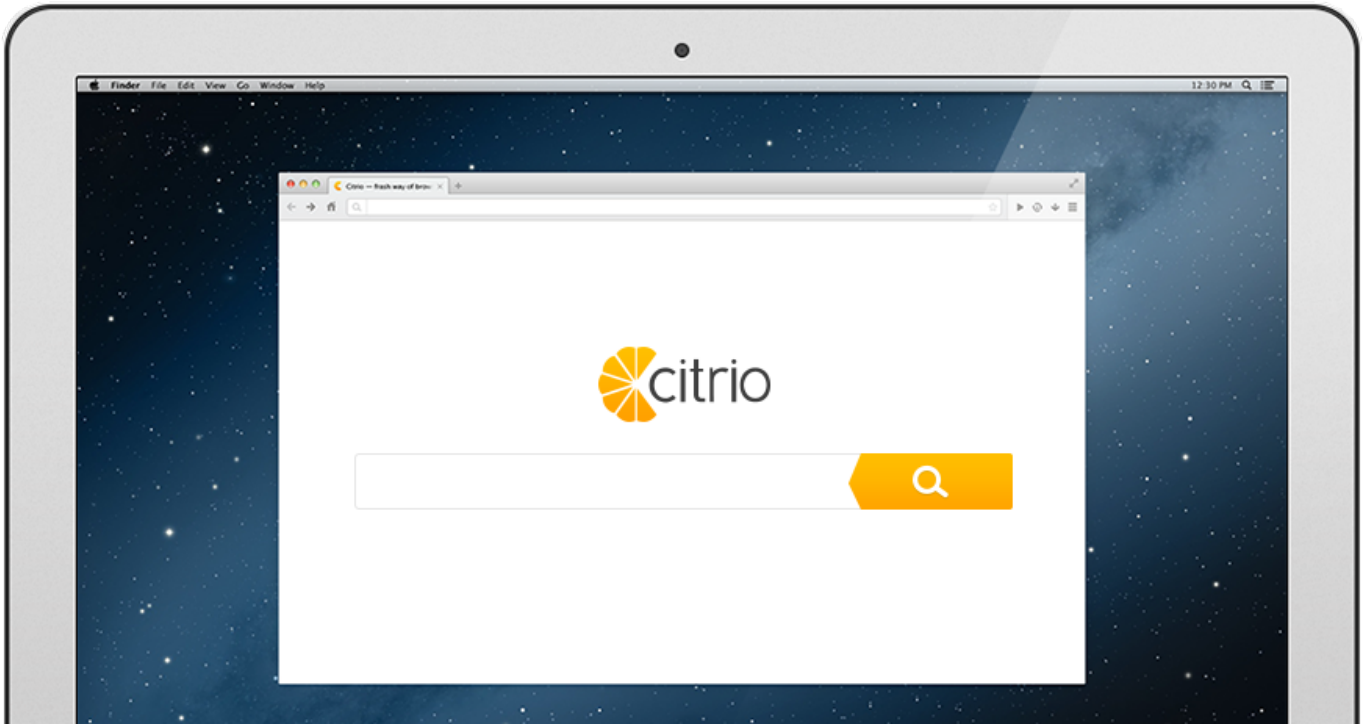 Finder File Edit View Go Window Help
12:30 PM
Citrio — fresh way of brow
citrio